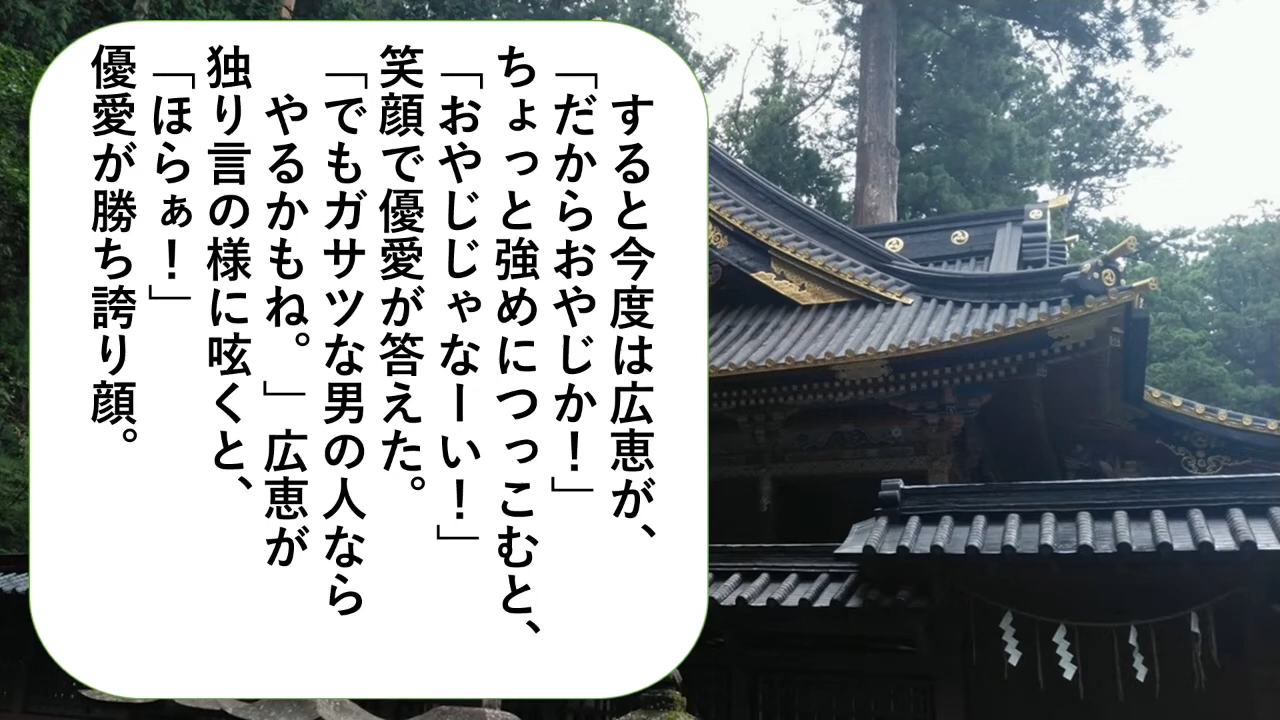 すると今度は広恵が、
「だからおやじか！」
ちょっと強めにつっこむと、
「おやじじゃなーい！」
笑顔で優愛が答えた。
「でもガサツな男の人なら
やるかもね。」広恵が
独り言の様に呟くと、
「ほらぁ！」
優愛が勝ち誇り顔。